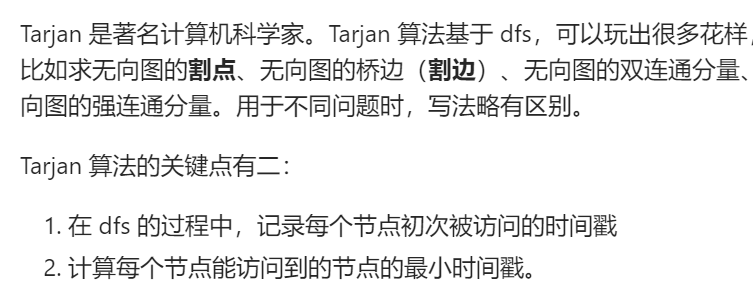 Tarjan 是著名计算机科学家。Tarjan 算法基于 dfs，可以玩出很多花样，
比如求无向图的割点、无向图的桥边（割边）、无向图的双连通分量、
向图的强连通分量。用于不同问题时，写法略有区别。
Tarjan 算法的关键点有二：
1. 在 dfs 的过程中，记录每个节点初次被访问的时间戳
2. 计算每个节点能访问到的节点的最小时间戳。